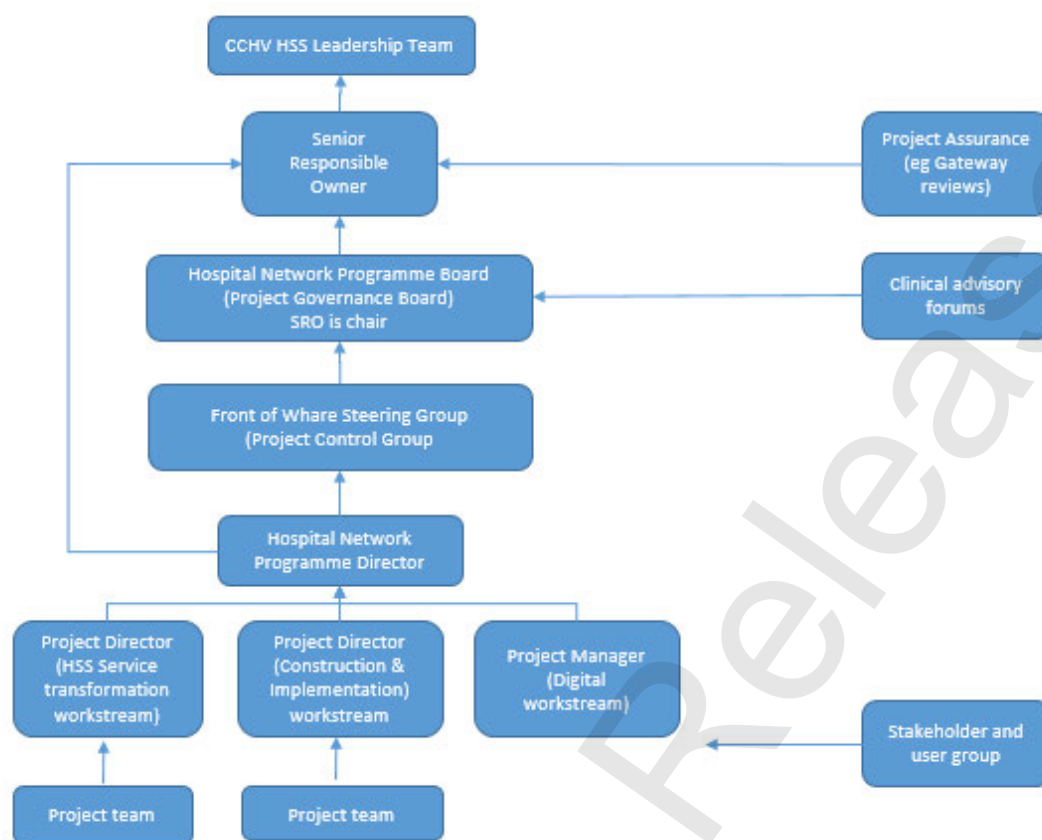 CCHV HSS Leadership Team
Senior
Responsible
Owner
Project Assurance
(eg Gateway
reviews)
Hospital Network Programme Board
(Project Governance Board)
SRO is chair
Clinical advisory
forums
Front of Whare Steering Group
(Project Control Group
Hospital Network
Programme Director
Project Director
(HSS Service
transformation
workstream)
Project Director
(Construction &
Implementation)
workstream
Project Manager
(Digital
workstream)
Stakeholder and
user group
Project team
Project team
Releas